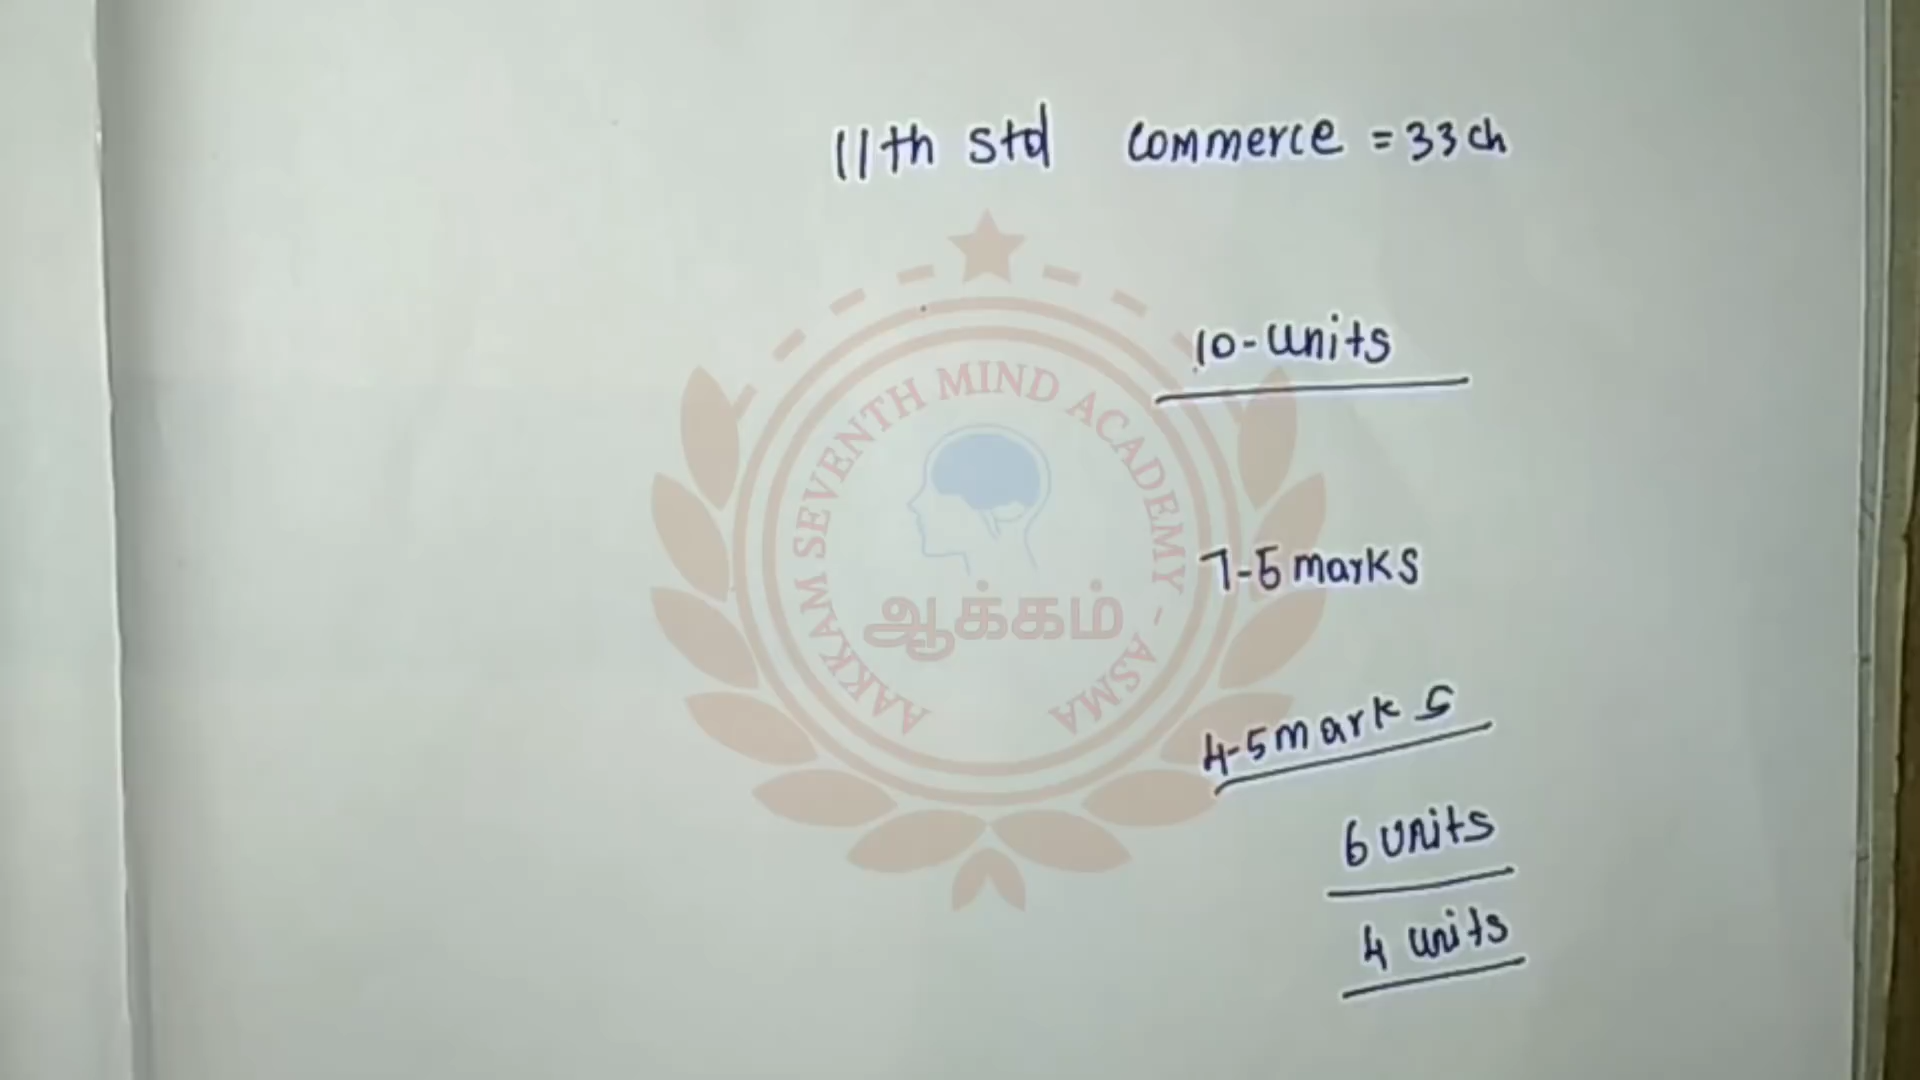 11th std commerce = 33 ch
10-units
AAKKAM SEVENTH MIND ACADEMY - ASMA
ஆக்கம்
7-5 marks
4-5 marks
6 units
4 units